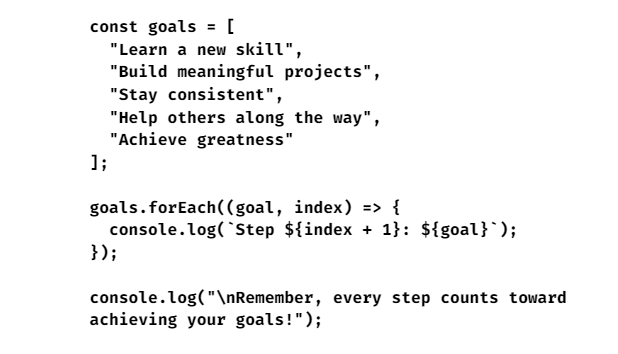 const goals = [
  "Learn a new skill",
  "Build meaningful projects",
  "Stay consistent",
  "Help others along the way",
  "Achieve greatness"
];

goals.forEach((goal, index) => {
  console.log(`Step ${index + 1}: ${goal}`);
});

console.log("\nRemember, every step counts toward
achieving your goals!");